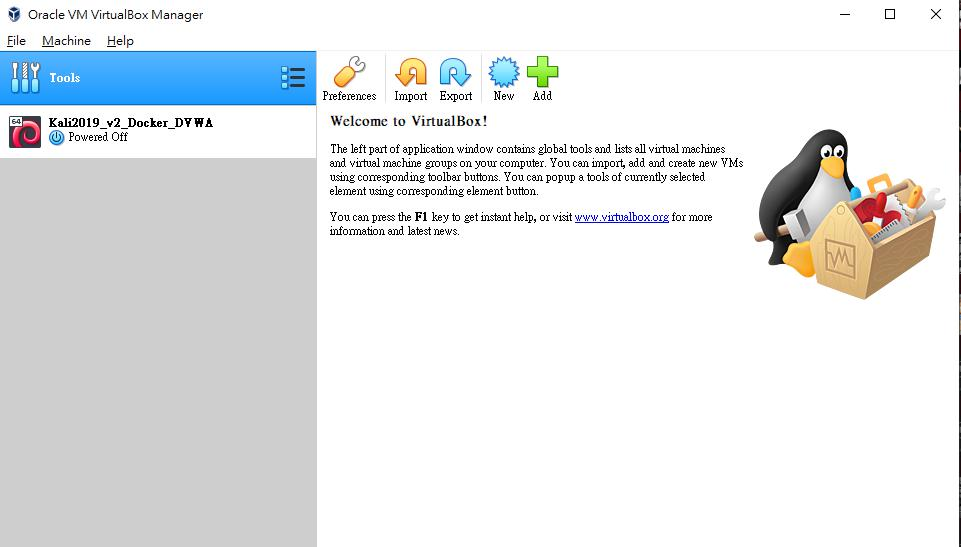 Oracle VM VirtualBox Manager
File Machine Help
Tools
64
Kali2019_v2_Docker_DVWA
Powered Off
Preferences Import Export New Add
Welcome to VirtualBox!
The left part of application window contains global tools and lists all virtual machines
and virtual machine groups on your computer. You can import, add and create new VMs
using corresponding toolbar buttons. You can popup a tools of currently selected
element using corresponding element button.
You can press the F1 key to get instant help, or visit www.virtualbox.org for more
information and latest news.